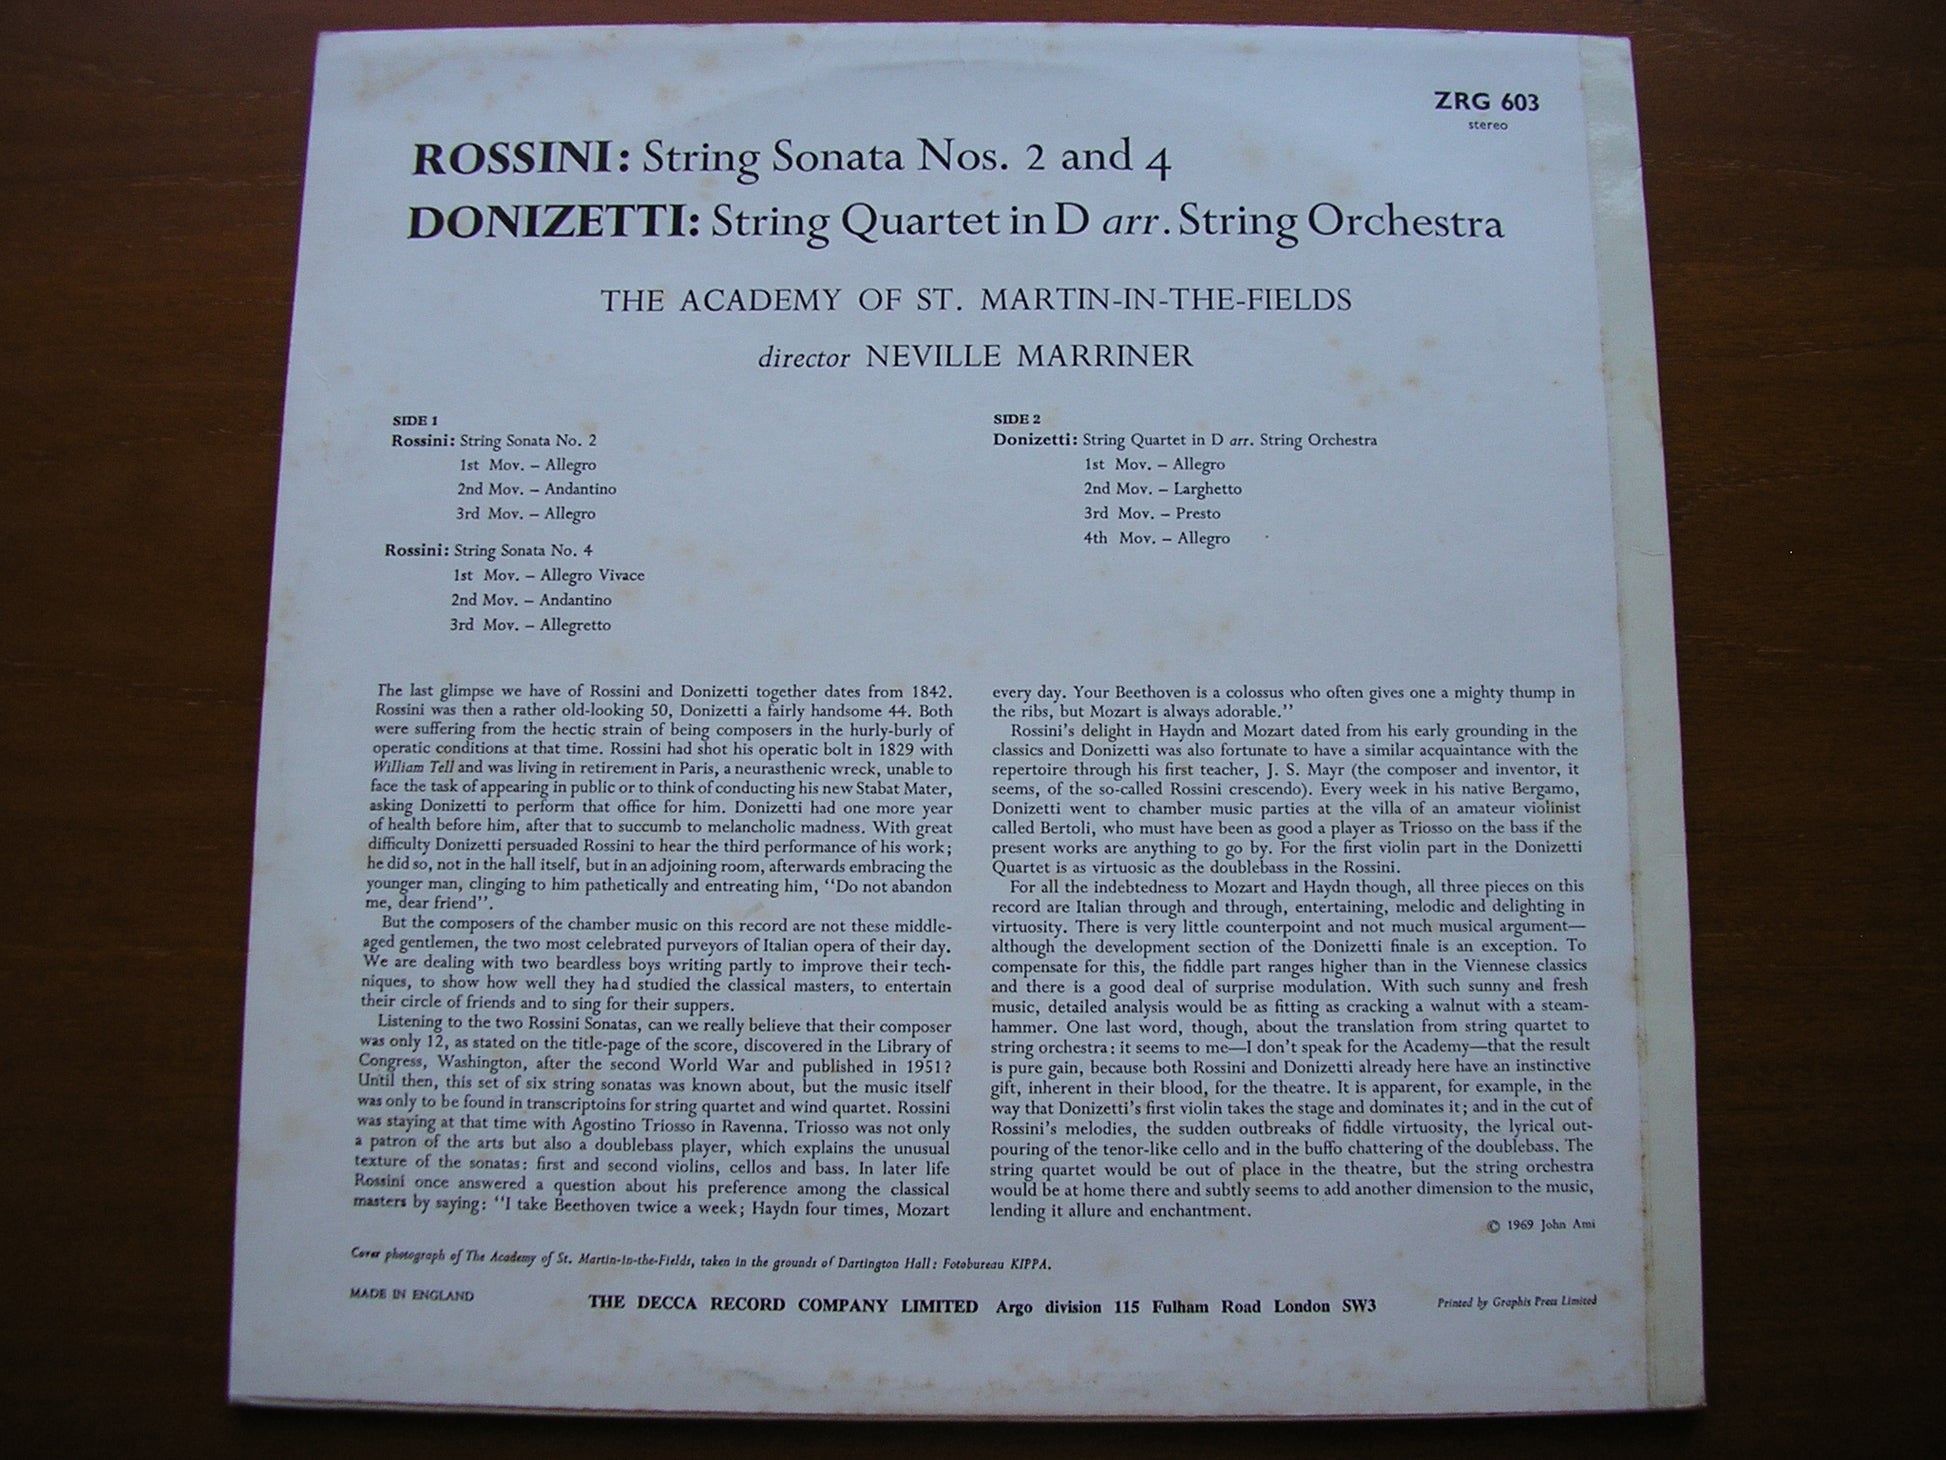 ZRG 603
stereo
ROSSINI: String Sonata Nos. 2 and 4
DONIZETTI: String Quartet in D arr. String Orchestra
THE ACADEMY OF ST. MARTIN-IN-THE-FIELDS
director NEVILLE MARRINER
SIDE 1
Rossini: String Sonata No. 2
1st Mov. – Allegro
2nd Mov. – Andantino
3rd Mov. – Allegro
Rossini: String Sonata No. 4
1st Mov. – Allegro Vivace
2nd Mov. – Andantino
3rd Mov. – Allegretto
SIDE 2
Donizetti: String Quartet in D arr. String Orchestra
1st Mov. – Allegro
2nd Mov. – Larghetto
3rd Mov. – Presto
4th Mov. – Allegro
The last glimpse we have of Rossini and Donizetti together dates from 1842.
Rossini was then a rather old-looking 50, Donizetti a fairly handsome 44. Both
were suffering from the hectic strain of being composers in the hurly-burly of
operatic conditions at that time. Rossini had shot his operatic bolt in 1829 with
William Tell and was living in retirement in Paris, a neurasthenic wreck, unable to
face the task of appearing in public or to think of conducting his new Stabat Mater,
asking Donizetti to perform that office for him. Donizetti had one more year
of health before him, after that to succumb to melancholic madness. With great
difficulty Donizetti persuaded Rossini to hear the third performance of his work;
he did so, not in the hall itself, but in an adjoining room, afterwards embracing the
younger man, clinging to him pathetically and entreating him, "Do not abandon
me, dear friend".
But the composers of the chamber music on this record are not these middle-
aged gentlemen, the two most celebrated purveyors of Italian opera of their day.
We are dealing with two beardless boys writing partly to improve their tech-
niques, to show how well they had studied the classical masters, to entertain
their circle of friends and to sing for their suppers.
Listening to the two Rossini Sonatas, can we really believe that their composer
was only 12, as stated on the title-page of the score, discovered in the Library of
Congress, Washington, after the second World War and published in 1951?
Until then, this set of six string sonatas was known about, but the music itself
was only to be found in transcriptoins for string quartet and wind quartet. Rossini
was staying at that time with Agostino Triosso in Ravenna. Triosso was not only
a patron of the arts but also a doublebass player, which explains the unusual
texture of the sonatas: first and second violins, cellos and bass. In later life
Rossini once answered a question about his preference among the classical
masters by saying: "I take Beethoven twice a week; Haydn four times, Mozart
every day. Your Beethoven is a colossus who often gives one a mighty thump in
the ribs, but Mozart is always adorable."
Rossini's delight in Haydn and Mozart dated from his early grounding in the
classics and Donizetti was also fortunate to have a similar acquaintance with the
repertoire through his first teacher, J. S. Mayr (the composer and inventor, it
seems, of the so-called Rossini crescendo). Every week in his native Bergamo,
Donizetti went to chamber music parties at the villa of an amateur violinist
called Bertoli, who must have been as good a player as Triosso on the bass if the
present works are anything to go by. For the first violin part in the Donizetti
Quartet is as virtuosic as the doublebass in the Rossini.
For all the indebtedness to Mozart and Haydn though, all three pieces on this
record are Italian through and through, entertaining, melodic and delighting in
virtuosity. There is very little counterpoint and not much musical argument—
although the development section of the Donizetti finale is an exception. To
compensate for this, the fiddle part ranges higher than in the Viennese classics
and there is a good deal of surprise modulation. With such sunny and fresh
music, detailed analysis would be as fitting as cracking a walnut with a steam-
hammer. One last word, though, about the translation from string quartet to
string orchestra: it seems to me—I don't speak for the Academy—that the result
is pure gain, because both Rossini and Donizetti already here have an instinctive
gift, inherent in their blood, for the theatre. It is apparent, for example, in the
way that Donizetti's first violin takes the stage and dominates it; and in the cut of
Rossini's melodies, the sudden outbreaks of fiddle virtuosity, the lyrical out-
pouring of the tenor-like cello and in the buffo chattering of the doublebass. The
string quartet would be out of place in the theatre, but the string orchestra
would be at home there and subtly seems to add another dimension to the music,
lending it allure and enchantment.
© 1969 John Ami
Cover photograph of The Academy of St. Martin-in-the-Fields, taken in the grounds of Dartington Hall: Fotobureau KIPPA.
MADE IN ENGLAND
THE DECCA RECORD COMPANY LIMITED Argo division 115 Fulham Road London SW3
Printed by Graphis Press Limited